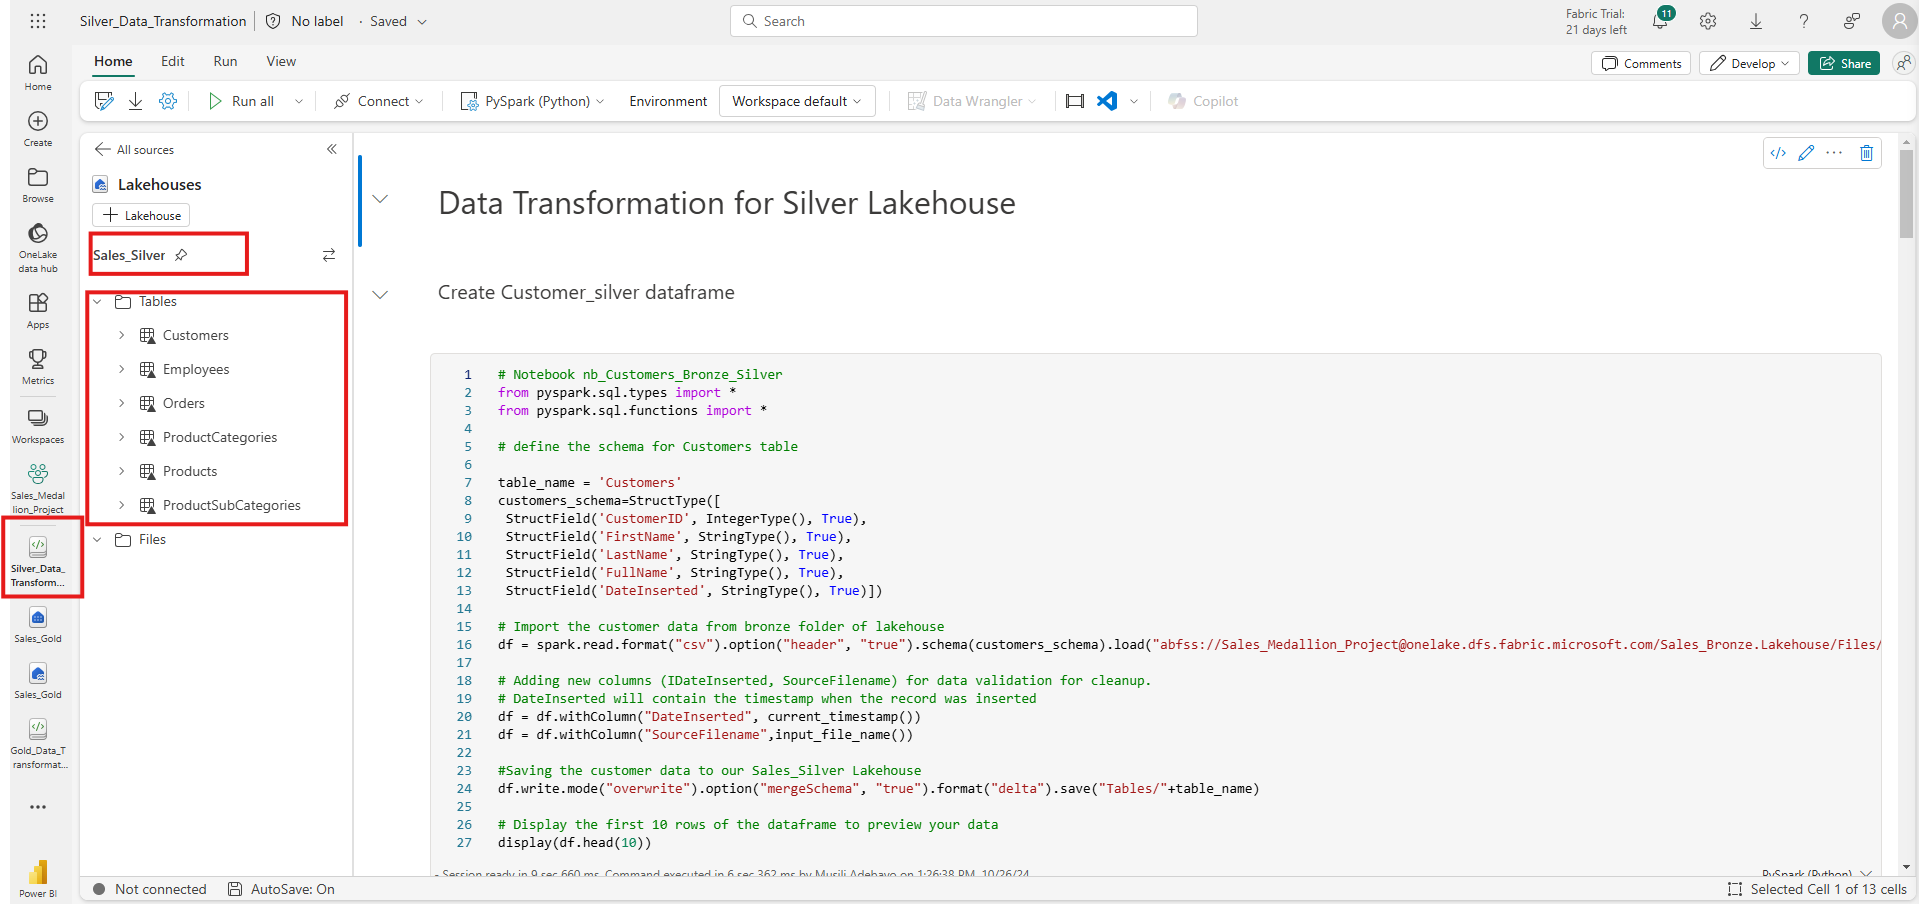 Silver_Data_Transformation
No label
· Saved
Search
Fabric Trial:
21 days left
11
?
A
Home
Edit
Run
View
Comments
Develop
Share
Run all
Connect
PySpark (Python)
Environment
Workspace default
Data Wrangler
Copilot
Home
Create
Browse
OneLake
data hub
Apps
Metrics
Workspaces
Sales_Medal
lion_Project
Silver_Data_
Transform...
Sales_Gold
Sales_Gold
Gold_Data_T
ransformat...
Power BI
All sources
Lakehouses
Lakehouse
Sales_Silver
Tables
Customers
Employees
Orders
ProductCategories
Products
ProductSubCategories
Files
Data Transformation for Silver Lakehouse
Create Customer_silver dataframe
1 # Notebook nb_Customers_Bronze_Silver
2 from pyspark.sql.types import *
3 from pyspark.sql.functions import *
4
5 # define the schema for Customers table
6
7 table_name = 'Customers'
8 customers_schema=StructType([
9 StructField('CustomerID', IntegerType(), True),
10 StructField('FirstName', StringType(), True),
11 StructField('LastName', StringType(), True),
12 StructField('FullName', StringType(), True),
13 StructField('DateInserted', StringType(), True)])
14
15 # Import the customer data from bronze folder of lakehouse
16 df = spark.read.format("csv").option("header", "true").schema(customers_schema).load("abfss://Sales_Medallion_Project@onelake.dfs.fabric.microsoft.com/Sales_Bronze.Lakehouse/Files/
17
18 # Adding new columns (IDateInserted, SourceFilename) for data validation for cleanup.
19 # DateInserted will contain the timestamp when the record was inserted
20 df = df.withColumn("DateInserted", current_timestamp())
21 df = df.withColumn("SourceFilename",input_file_name())
22
23 #Saving the customer data to our Sales_Silver Lakehouse
24 df.write.mode("overwrite").option("mergeSchema", "true").format("delta").save("Tables/"+table_name)
25
26 # Display the first 10 rows of the dataframe to preview your data
27 display(df.head(10))
- Session ready in 9 sec 660 ms. Command executed in 6 sec 362 ms by Musili Adebayo on 1:26:38 PM, 10/26/24
PySpark (Python)
Not connected
AutoSave: On
Selected Cell 1 of 13 cells